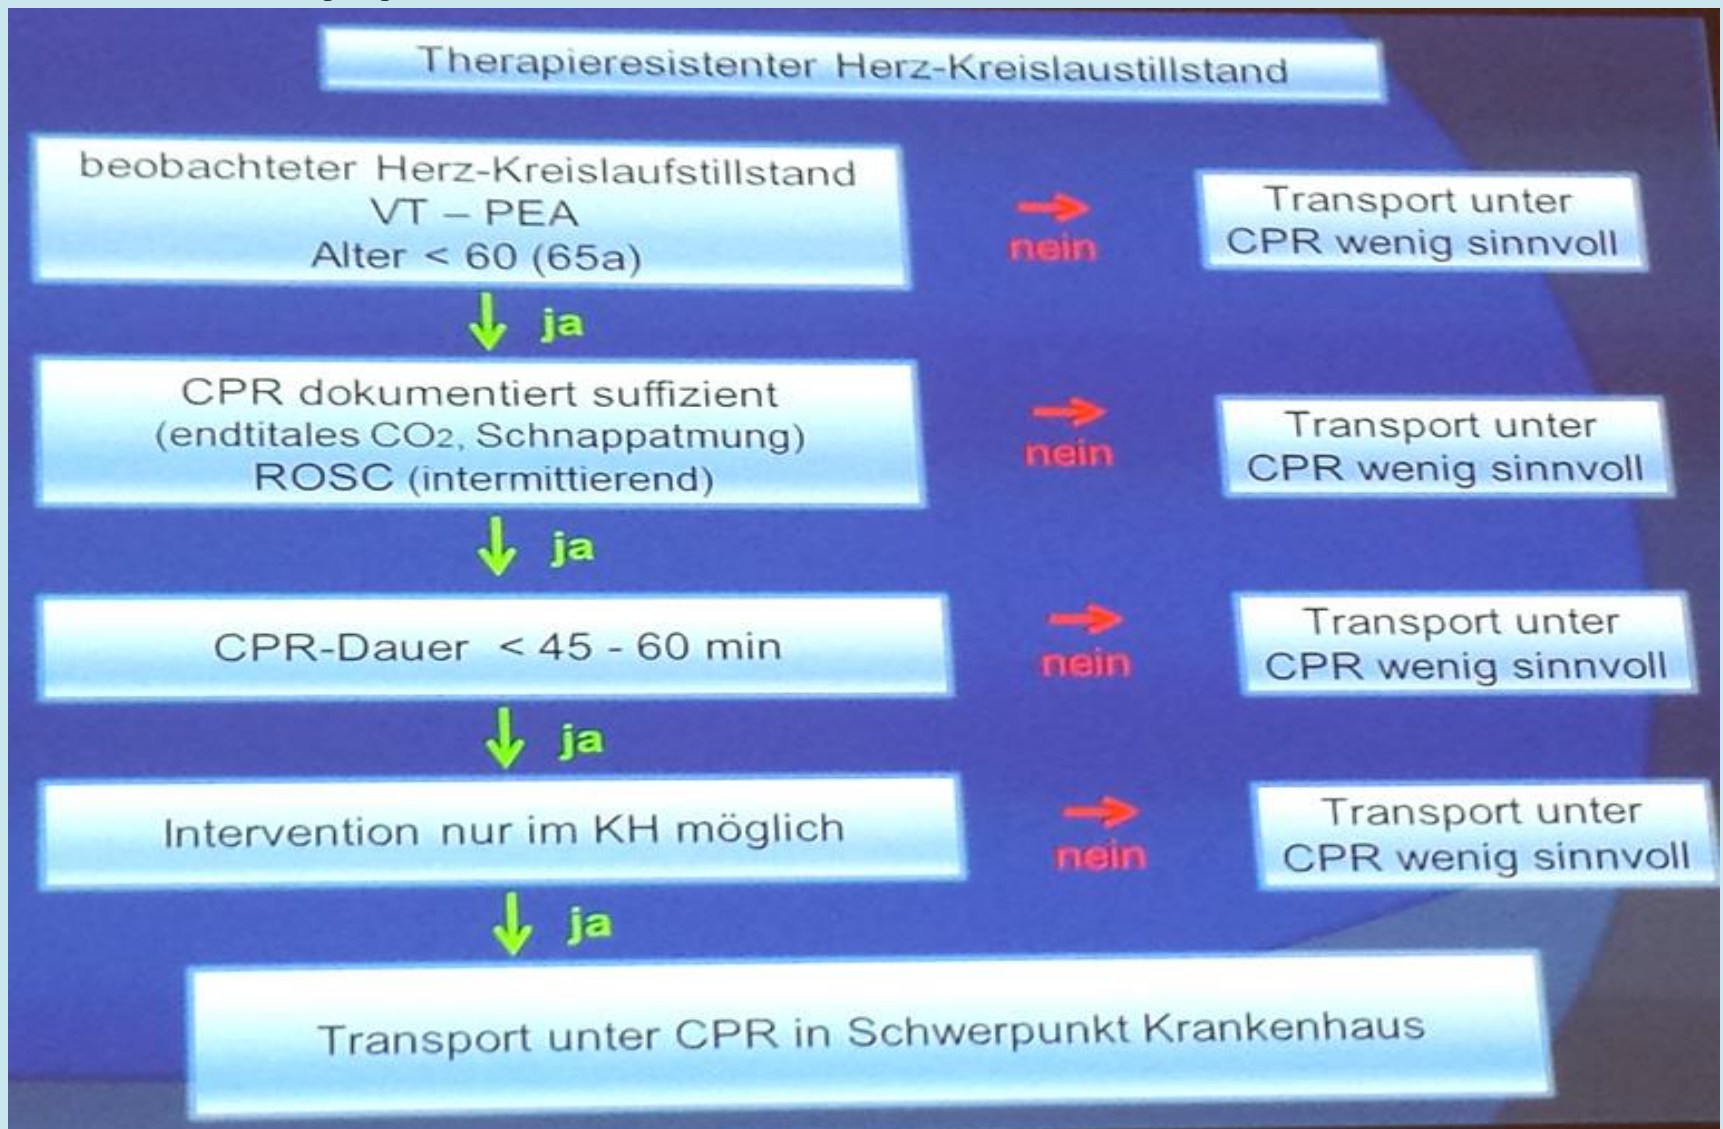 Therapieresistenter Herz-Kreislaustillstand
beobachteter Herz-Kreislaufstillstand
VT – PEA
Alter < 60 (65a)
nein
Transport unter
CPR wenig sinnvoll
ja
CPR dokumentiert suffizient
(endtitales CO2, Schnappatmung)
ROSC (intermittierend)
nein
Transport unter
CPR wenig sinnvoll
ja
CPR-Dauer < 45 - 60 min
nein
Transport unter
CPR wenig sinnvoll
ja
Intervention nur im KH möglich
nein
Transport unter
CPR wenig sinnvoll
ja
Transport unter CPR in Schwerpunkt Krankenhaus